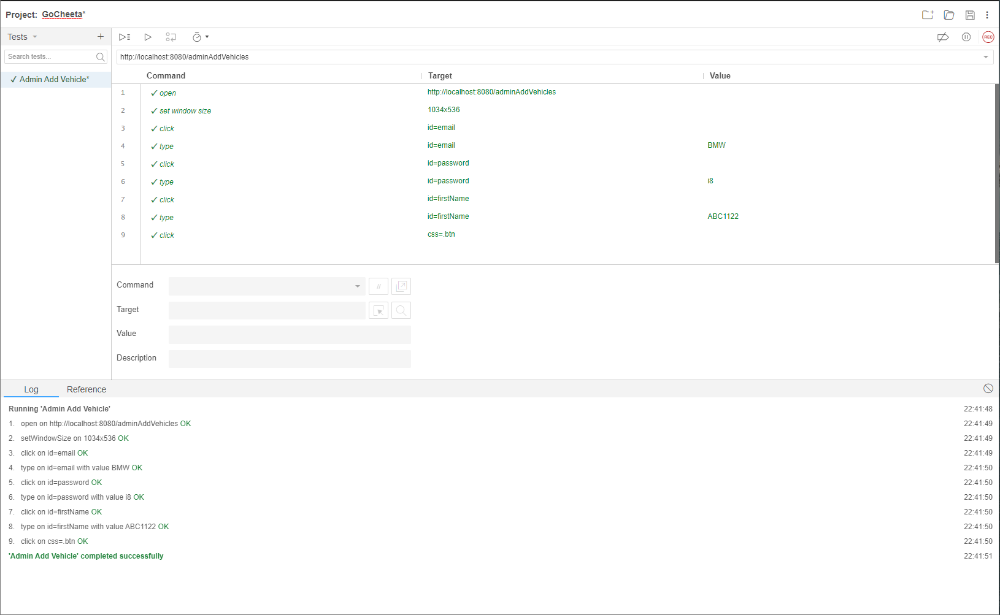 Project: GoCheeta*
Tests
Search tests...
✓ Admin Add Vehicle*
REC
http://localhost:8080/adminAddVehicles
Command Target Value
1 ✓ open http://localhost:8080/adminAddVehicles
2 ✓ set window size 1034x536
3 ✓ click id=email
4 ✓ type id=email BMW
5 ✓ click id=password
6 ✓ type id=password i8
7 ✓ click id=firstName
8 ✓ type id=firstName ABC1122
9 ✓ click css=.btn
Command //
Target
Value
Description
Log Reference
Running 'Admin Add Vehicle' 22:41:48
1. open on http://localhost:8080/adminAddVehicles OK 22:41:49
2. setWindowSize on 1034x536 OK 22:41:49
3. click on id=email OK 22:41:49
4. type on id=email with value BMW OK 22:41:50
5. click on id=password OK 22:41:50
6. type on id=password with value i8 OK 22:41:50
7. click on id=firstName OK 22:41:50
8. type on id=firstName with value ABC1122 OK 22:41:50
9. click on css=.btn OK 22:41:50
'Admin Add Vehicle' completed successfully 22:41:51